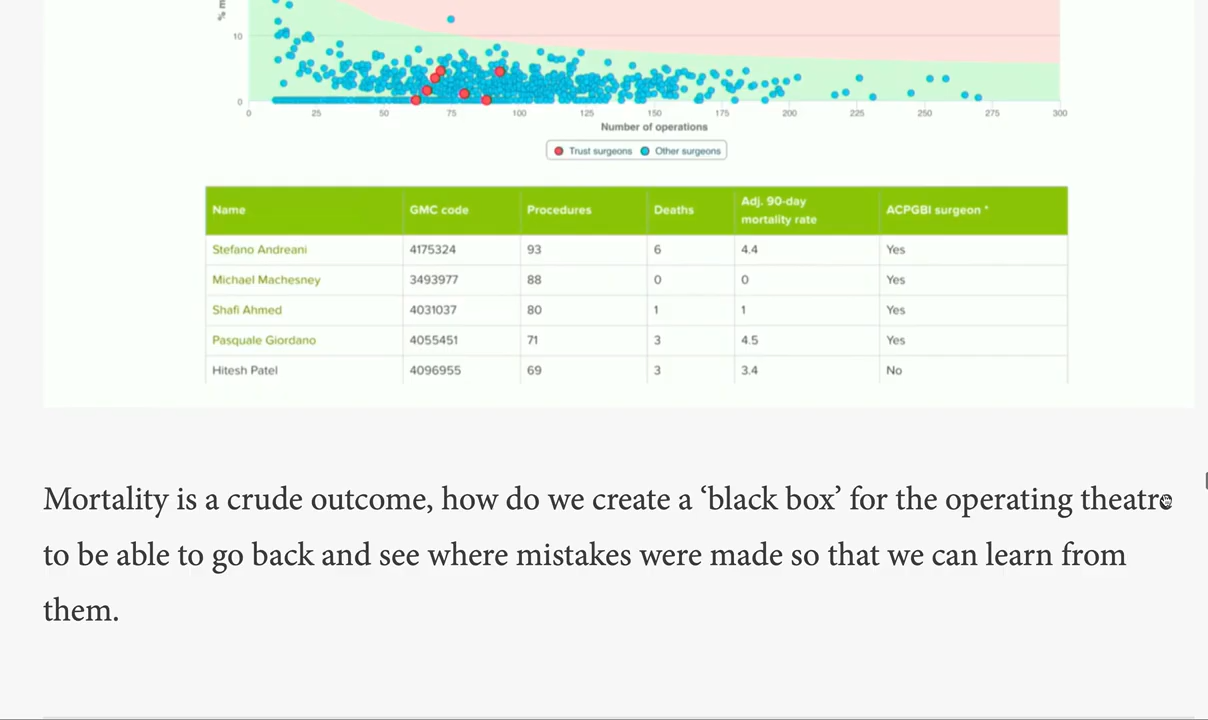 % m
10
0
0 25 50 75 100 125 150 175 200 225 250 275 300
Number of operations
Trust surgeons Other surgeons
Name GMC code Procedures Deaths Adj. 90-day mortality rate ACPGBI surgeon *
Stefano Andreani 4175324 93 6 4.4 Yes
Michael Machesney 3493977 88 0 0 Yes
Shafi Ahmed 4031037 80 1 1 Yes
Pasquale Giordano 4055451 71 3 4.5 Yes
Hitesh Patel 4096955 69 3 3.4 No
Mortality is a crude outcome, how do we create a ‘black box’ for the operating theatre
to be able to go back and see where mistakes were made so that we can learn from
them.